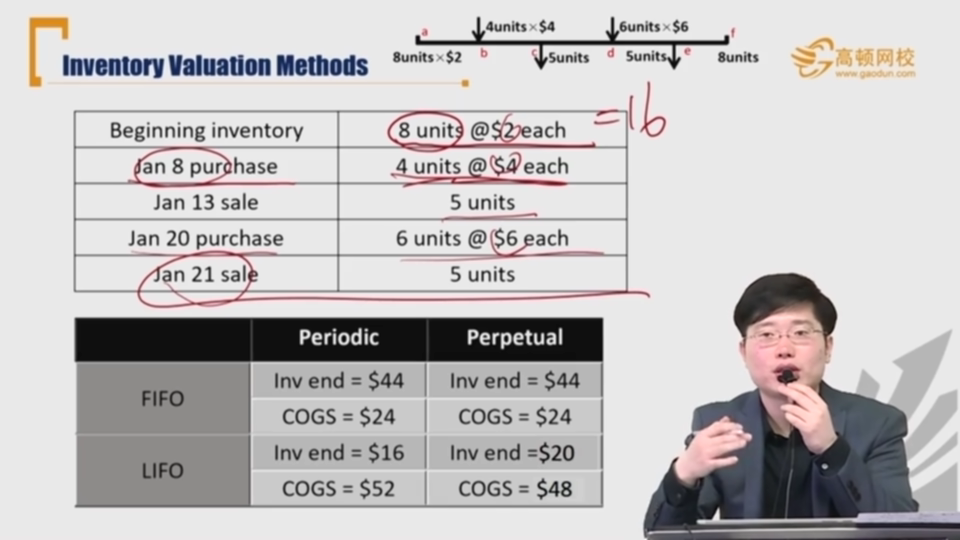 4units×$4
6units×$6
a
f
8units×$2
b
c
5units
d
5units
e
8units
Inventory Valuation Methods
高顿网校
www.gaodun.com
Beginning inventory
8 units @$2 each
=16
Jan 8 purchase
4 units @ $4 each
Jan 13 sale
5 units
Jan 20 purchase
6 units @ $6 each
Jan 21 sale
5 units
Periodic
Perpetual
FIFO
Inv end = $44
Inv end = $44
COGS = $24
COGS = $24
LIFO
Inv end = $16
Inv end =$20
COGS = $52
COGS = $48